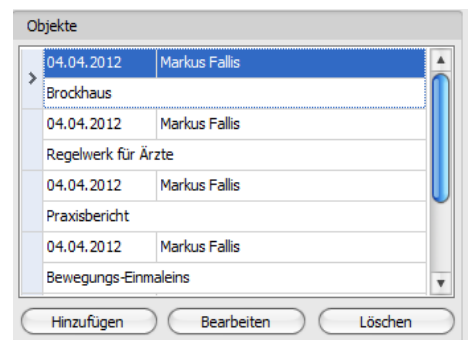 Objekte
04.04.2012 Markus Fallis
Brockhaus
04.04.2012 Markus Fallis
Regelwerk für Ärzte
04.04.2012 Markus Fallis
Praxisbericht
04.04.2012 Markus Fallis
Bewegungs-Einmaleins
Hinzufügen Bearbeiten Löschen